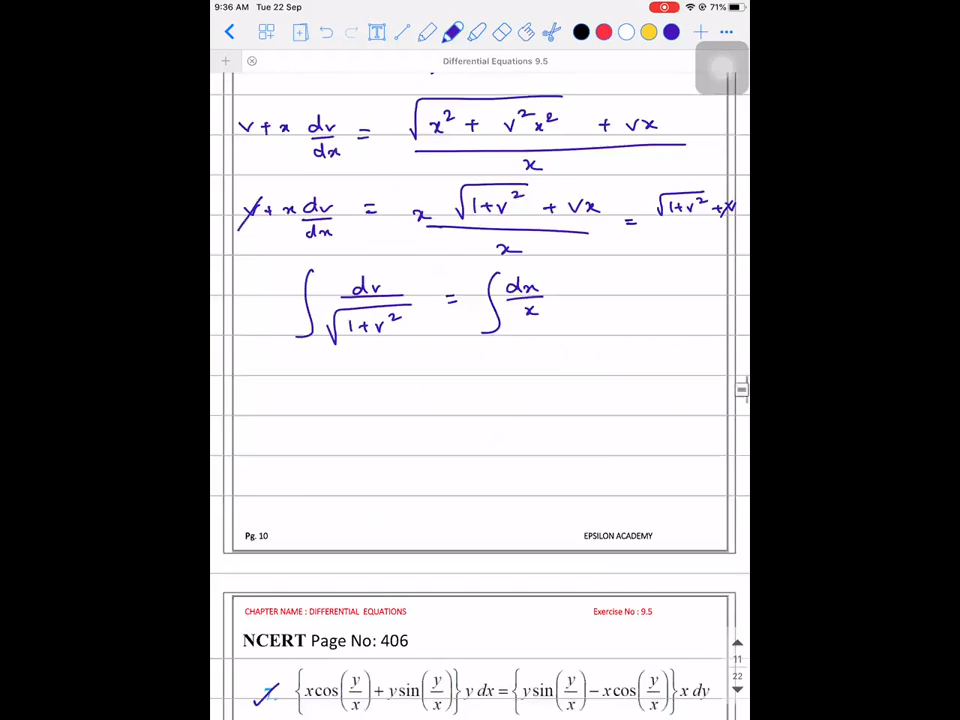 9:36 AM Tue 22 Sep 71%
Differential Equations 9.5
v + x dv/dx = (√(x² + v²x²) + vx)/x
v + x dv/dx = (x √(1+v²) + vx)/x = √(1+v²) + v
∫ dv/√(1+v²) = ∫ dx/x
Pg. 10 EPSILON ACADEMY
CHAPTER NAME : DIFFERENTIAL EQUATIONS Exercise No : 9.5
NCERT Page No: 406
7. {x cos(y/x) + y sin(y/x)} y dx = {y sin(y/x) − x cos(y/x)} x dy
11
22